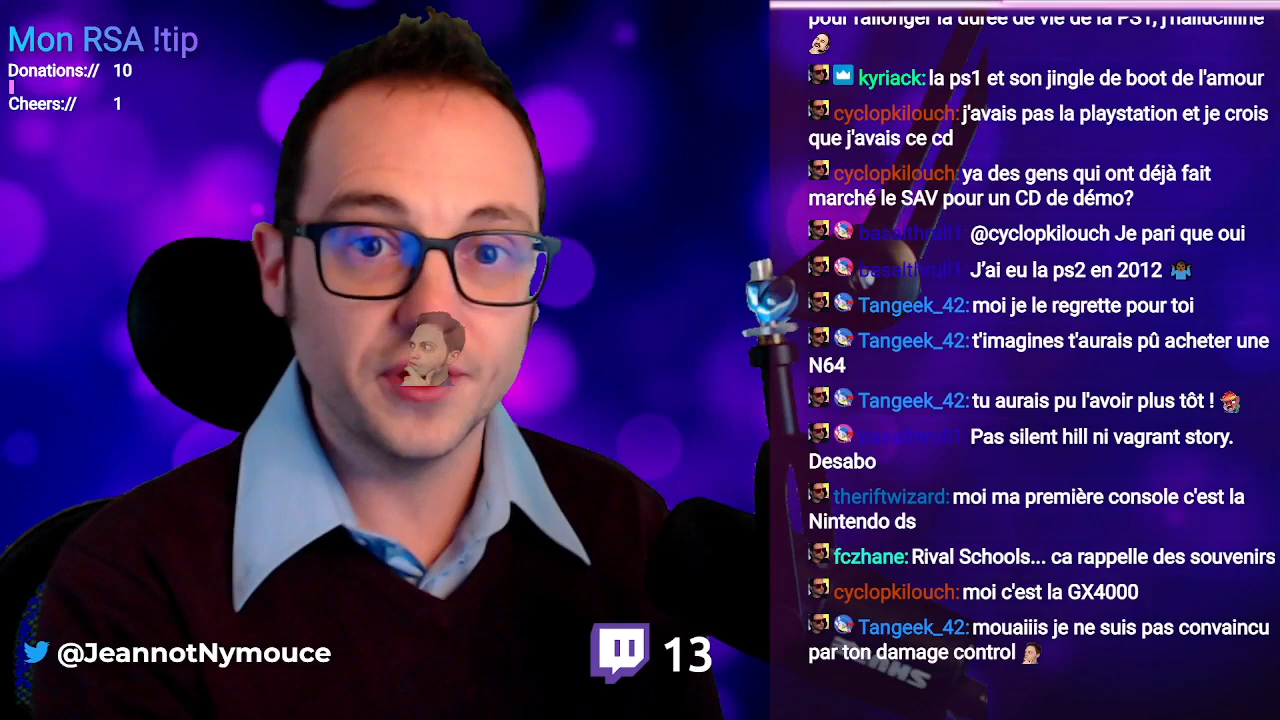 Mon RSA !tip
Donations:// 10
Cheers:// 1
@JeannotNymouce
13
pour rallonger la durée de vie de la PS1, j'halluciiiine
kyriack: la ps1 et son jingle de boot de l'amour
cyclopkilouch: j'avais pas la playstation et je crois
que j'avais ce cd
cyclopkilouch: ya des gens qui ont déjà fait
marché le SAV pour un CD de démo?
basalthrull1: @cyclopkilouch Je pari que oui
basalthrull1: J'ai eu la ps2 en 2012
Tangeek_42: moi je le regrette pour toi
Tangeek_42: t'imagines t'aurais pû acheter une
N64
Tangeek_42: tu aurais pu l'avoir plus tôt !
basalthrull1: Pas silent hill ni vagrant story.
Desabo
theriftwizard: moi ma première console c'est la
Nintendo ds
fczhane: Rival Schools... ca rappelle des souvenirs
cyclopkilouch: moi c'est la GX4000
Tangeek_42: mouaiiis je ne suis pas convaincu
par ton damage control